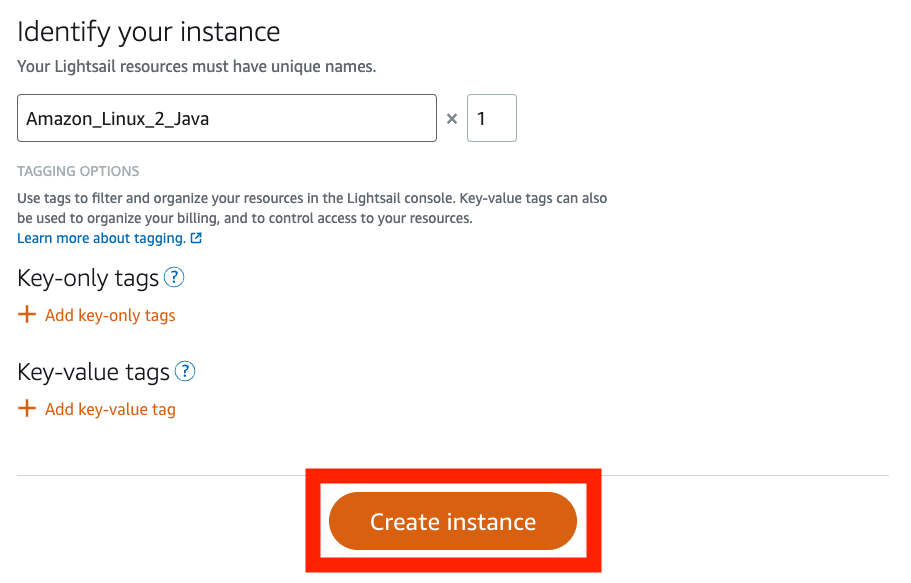 Identify your instance
Your Lightsail resources must have unique names.
Amazon_Linux_2_Java × 1
TAGGING OPTIONS
Use tags to filter and organize your resources in the Lightsail console. Key-value tags can also
be used to organize your billing, and to control access to your resources.
Learn more about tagging.
Key-only tags ?
+ Add key-only tags
Key-value tags ?
+ Add key-value tag
Create instance